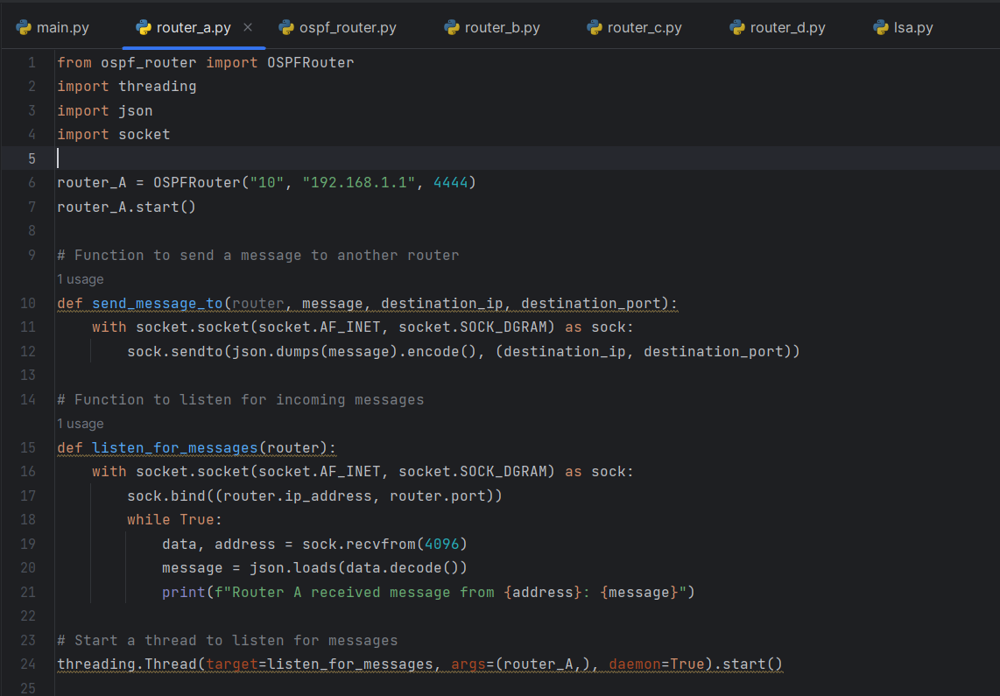 main.py router_a.py ospf_router.py router_b.py router_c.py router_d.py lsa.py
1 from ospf_router import OSPFRouter
2 import threading
3 import json
4 import socket
5
6 router_A = OSPFRouter("10", "192.168.1.1", 4444)
7 router_A.start()
8
9 # Function to send a message to another router
1 usage
10 def send_message_to(router, message, destination_ip, destination_port):
11     with socket.socket(socket.AF_INET, socket.SOCK_DGRAM) as sock:
12         sock.sendto(json.dumps(message).encode(), (destination_ip, destination_port))
13
14 # Function to listen for incoming messages
1 usage
15 def listen_for_messages(router):
16     with socket.socket(socket.AF_INET, socket.SOCK_DGRAM) as sock:
17         sock.bind((router.ip_address, router.port))
18         while True:
19             data, address = sock.recvfrom(4096)
20             message = json.loads(data.decode())
21             print(f"Router A received message from {address}: {message}")
22
23 # Start a thread to listen for messages
24 threading.Thread(target=listen_for_messages, args=(router_A,), daemon=True).start()
25